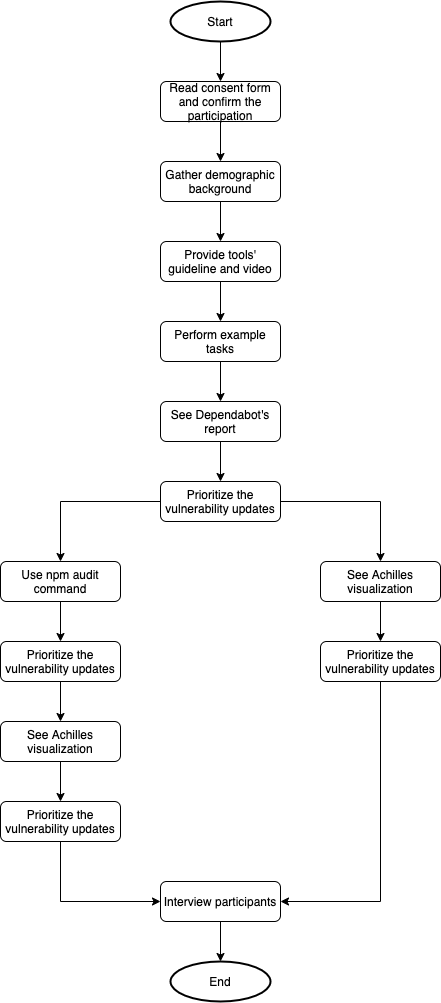 Start
Read consent form
and confirm the
participation
Gather demographic
background
Provide tools'
guideline and video
Perform example
tasks
See Dependabot's
report
Prioritize the
vulnerability updates
Use npm audit
command
See Achilles
visualization
Prioritize the
vulnerability updates
Prioritize the
vulnerability updates
See Achilles
visualization
Prioritize the
vulnerability updates
Interview participants
End